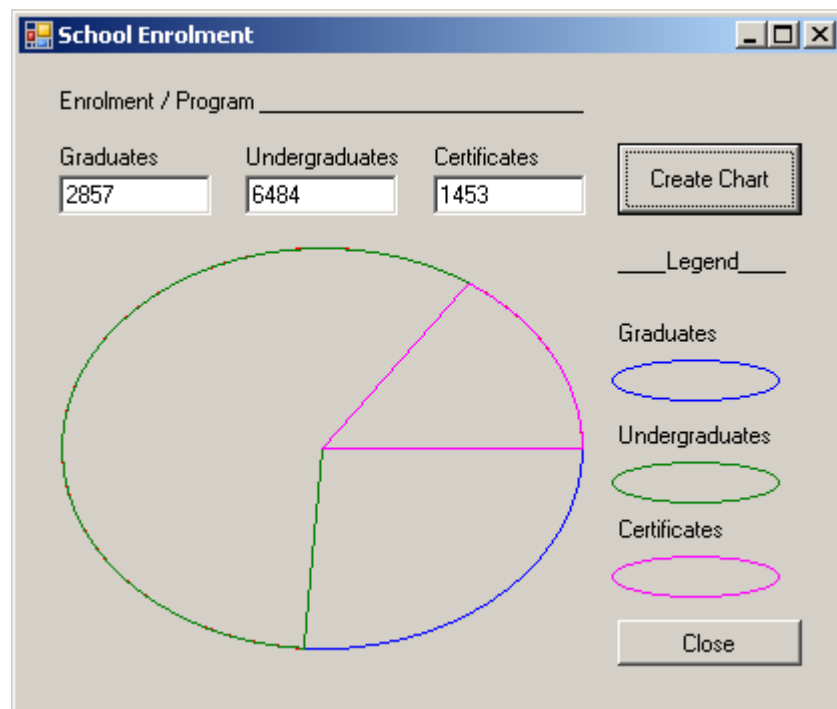 School Enrolment
Enrolment / Program
Graduates Undergraduates Certificates
2857 6484 1453
Create Chart
Legend
Graduates
Undergraduates
Certificates
Close